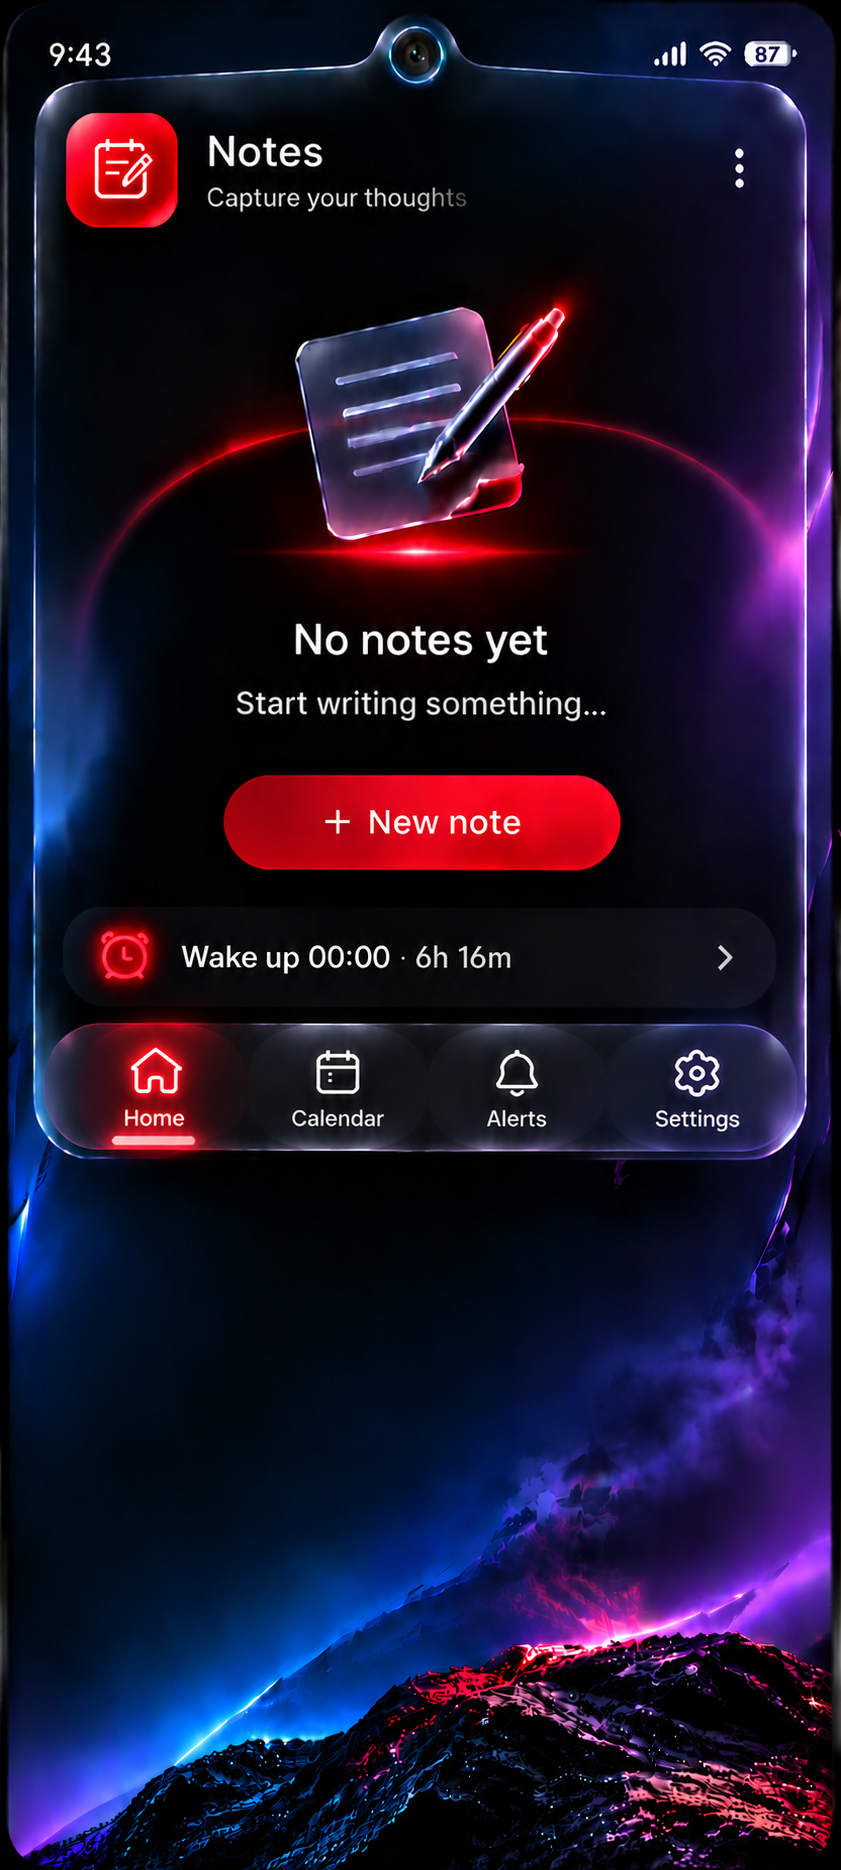 9:43
87
Notes
Capture your thoughts
No notes yet
Start writing something...
+ New note
Wake up 00:00 · 6h 16m
Home
Calendar
Alerts
Settings